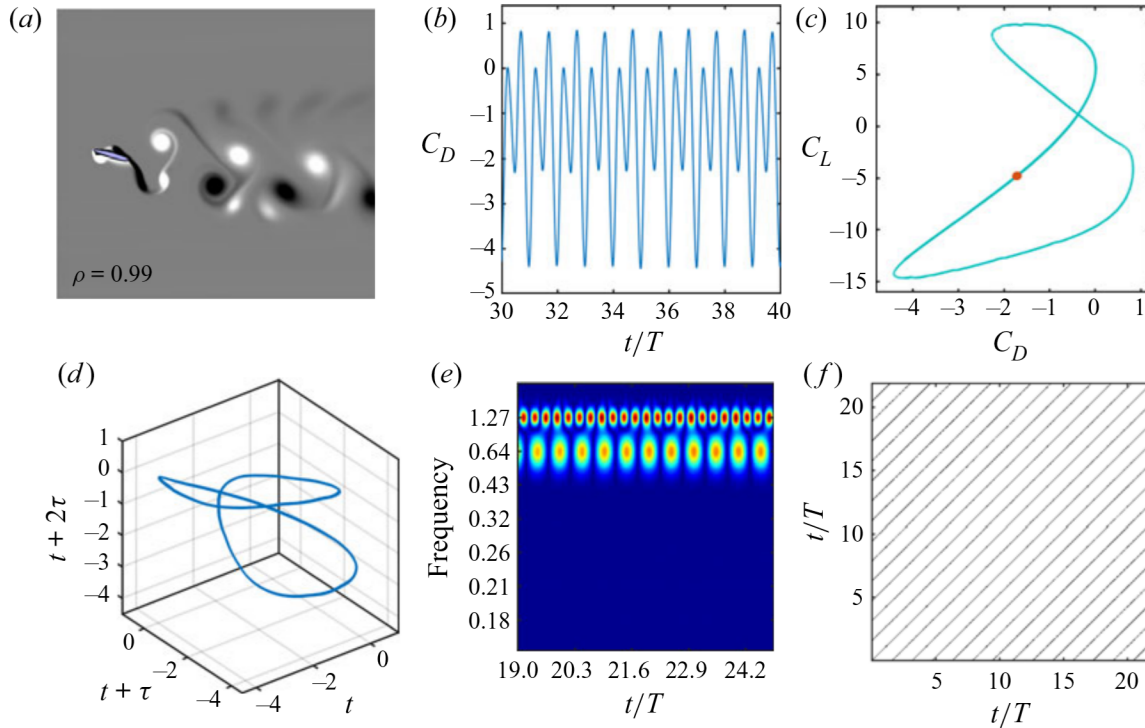 (a)
ρ = 0.99
(b)
1
0
−1
−2
−3
−4
−5
C_D
30 32 34 36 38 40
t/T
(c)
10
5
0
−5
−10
−15
C_L
−4 −3 −2 −1 0 1
C_D
(d)
1
0
−1
−2
−3
−4
t + 2τ
0
−2
−4
t + τ
−4
−2
0
t
(e)
1.27
0.64
0.43
0.32
0.26
0.21
0.18
Frequency
19.0 20.3 21.6 22.9 24.2
t/T
(f)
20
15
10
5
t/T
5 10 15 20
t/T